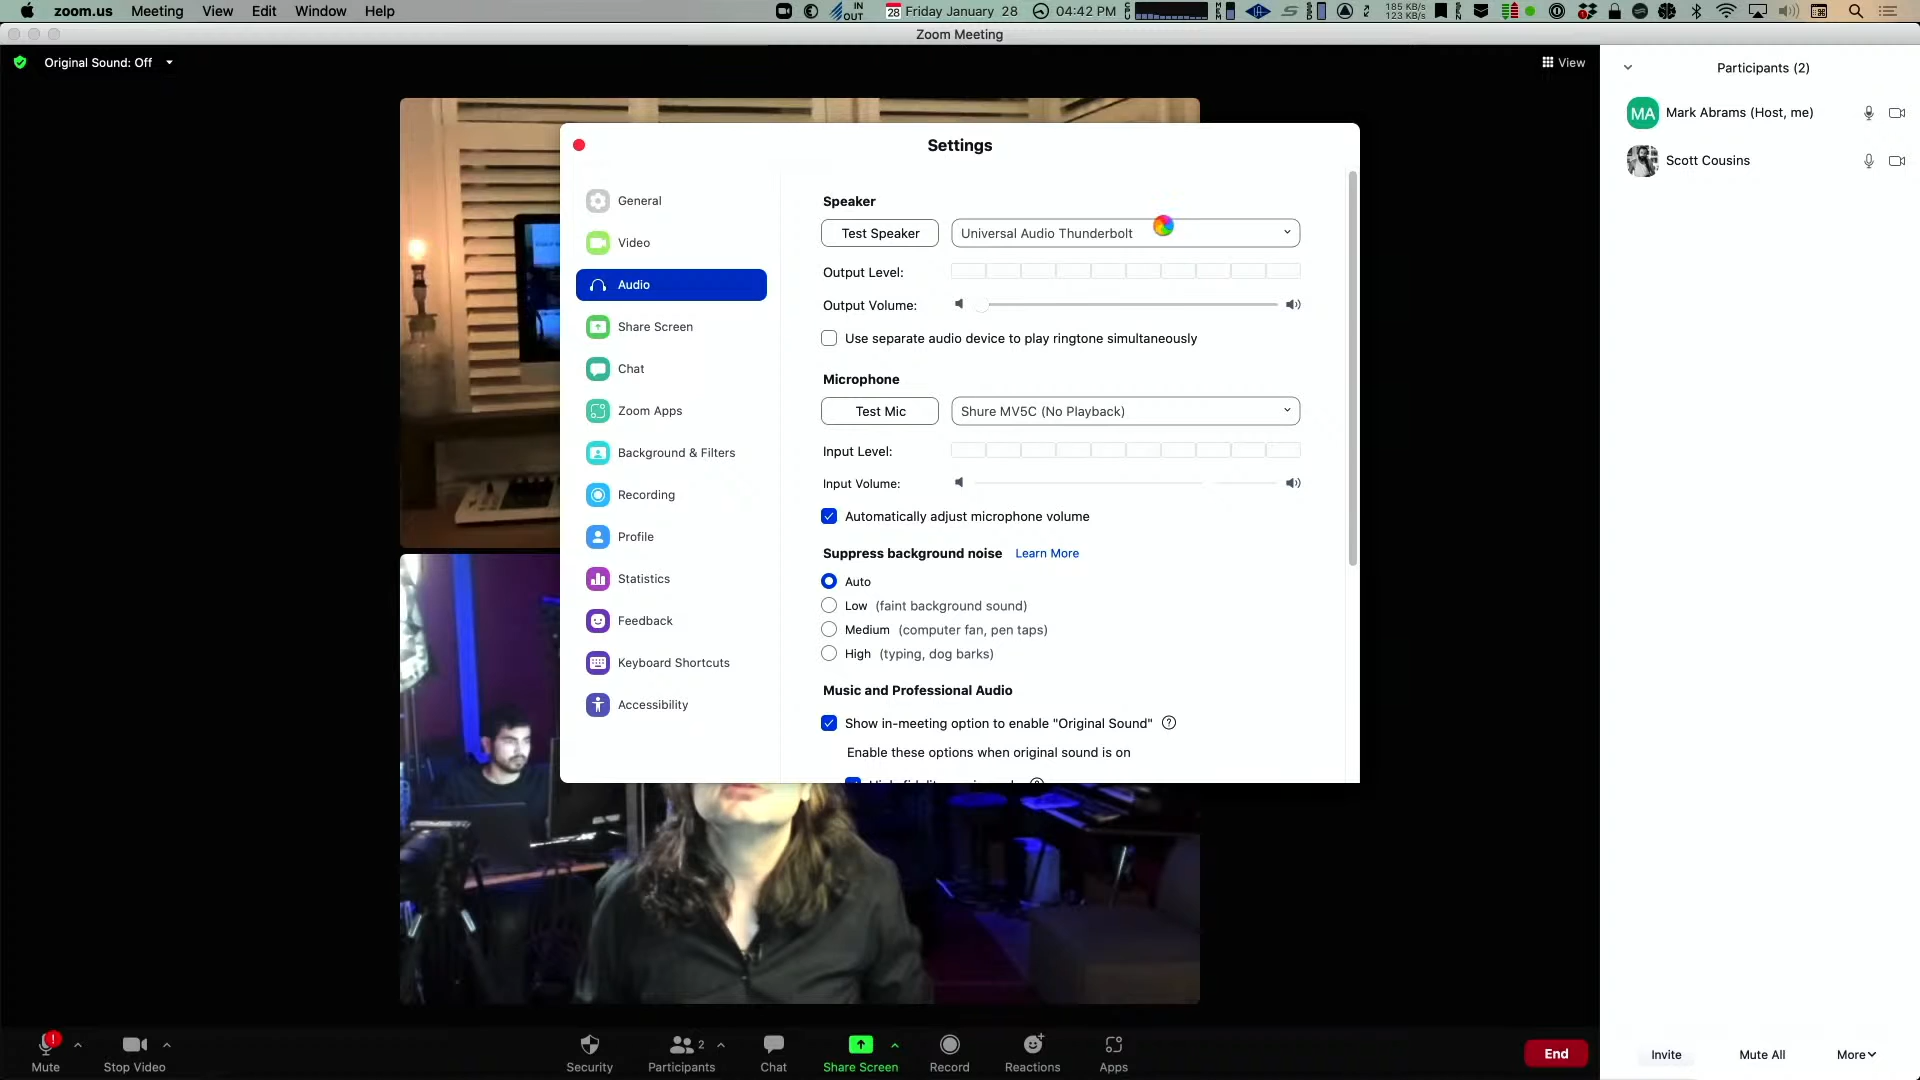 zoom.us Meeting View Edit Window Help
IN OUT 28 Friday January 28 04:42 PM 185 KB/s 123 KB/s
Zoom Meeting
Original Sound: Off
View
Participants (2)
MA Mark Abrams (Host, me)
Scott Cousins
Settings
General
Video
Audio
Share Screen
Chat
Zoom Apps
Background & Filters
Recording
Profile
Statistics
Feedback
Keyboard Shortcuts
Accessibility
Speaker
Test Speaker Universal Audio Thunderbolt
Output Level:
Output Volume:
Use separate audio device to play ringtone simultaneously
Microphone
Test Mic Shure MV5C (No Playback)
Input Level:
Input Volume:
Automatically adjust microphone volume
Suppress background noise Learn More
Auto
Low (faint background sound)
Medium (computer fan, pen taps)
High (typing, dog barks)
Music and Professional Audio
Show in-meeting option to enable "Original Sound" ?
Enable these options when original sound is on
Mute
Stop Video
Security
2
Participants
Chat
Share Screen
Record
Reactions
Apps
End
Invite
Mute All
More